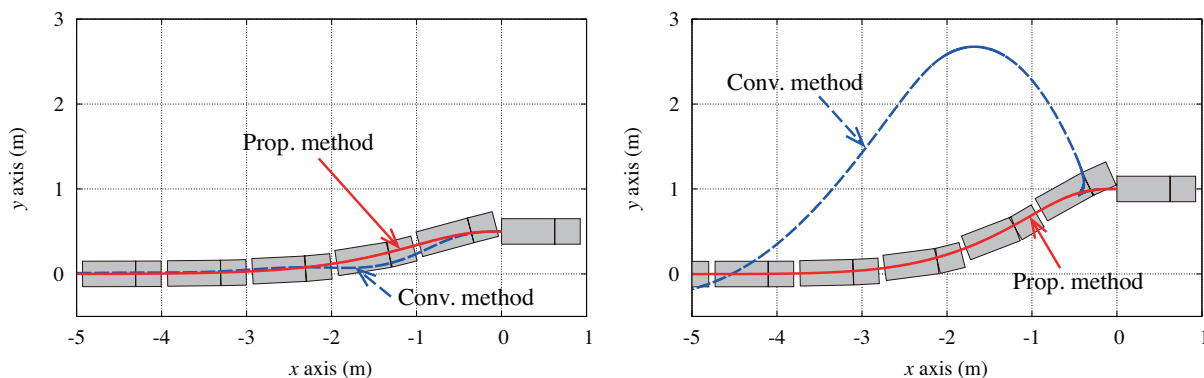 3
2
1
0
-5
-4
-3
-2
-1
0
1
y axis (m)
x axis (m)
Prop. method
Conv. method
3
2
1
0
-5
-4
-3
-2
-1
0
1
y axis (m)
x axis (m)
Conv. method
Prop. method